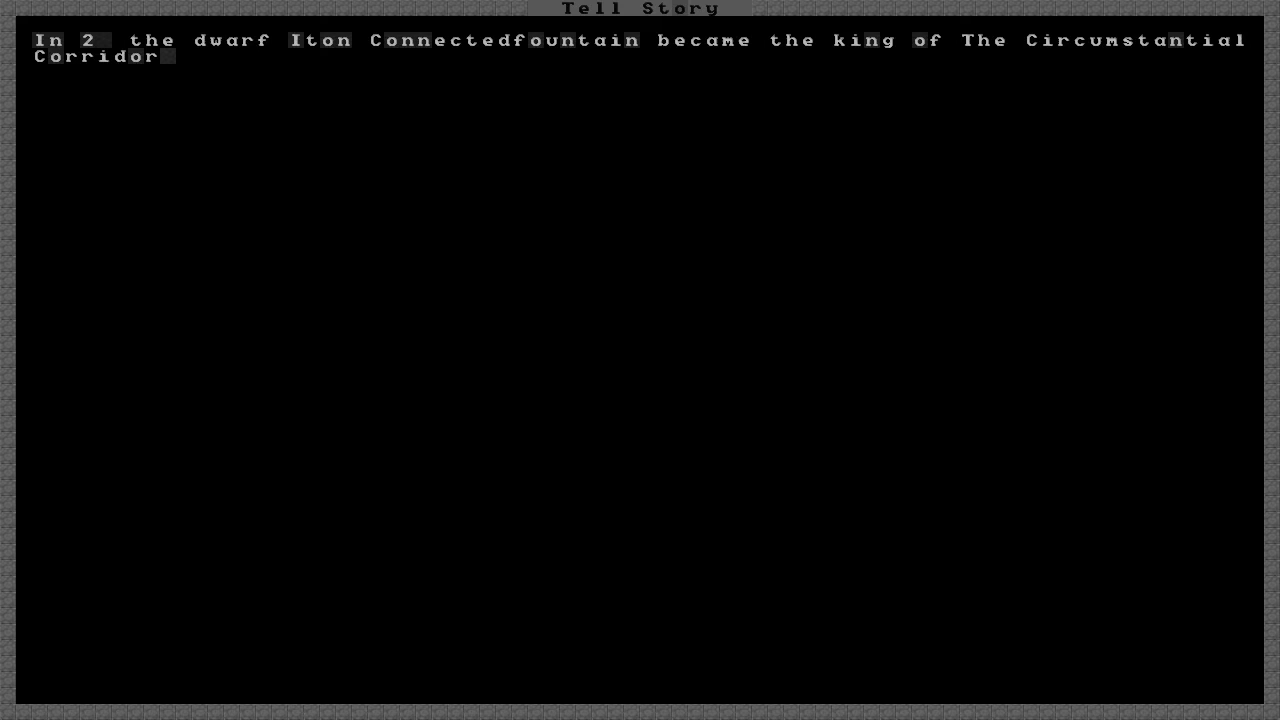 Tell Story
In 2  the dwarf Iton Connectedfountain became the king of The Circumstantial
Corridor